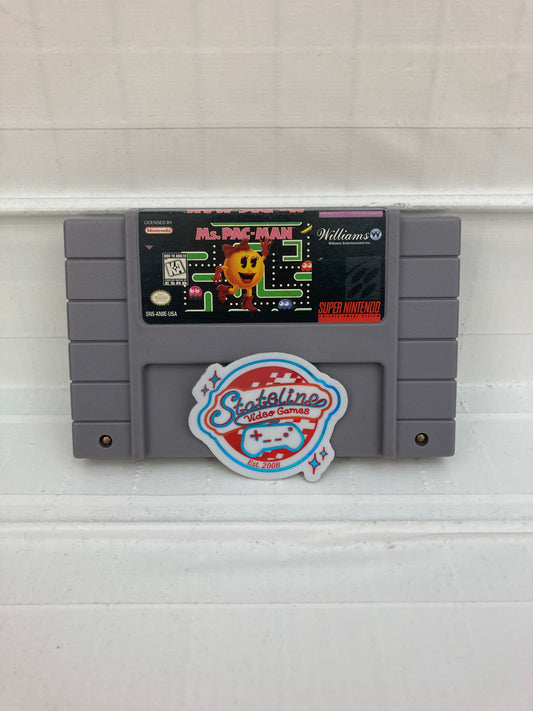 LICENSED BY
Nintendo
Ms. PAC-MAN
Williams
Williams Entertainment Inc.
KA
SNS-ANME-USA
SUPER NINTENDO
ENTERTAINMENT SYSTEM
Stateline
Video Games
Est. 2008